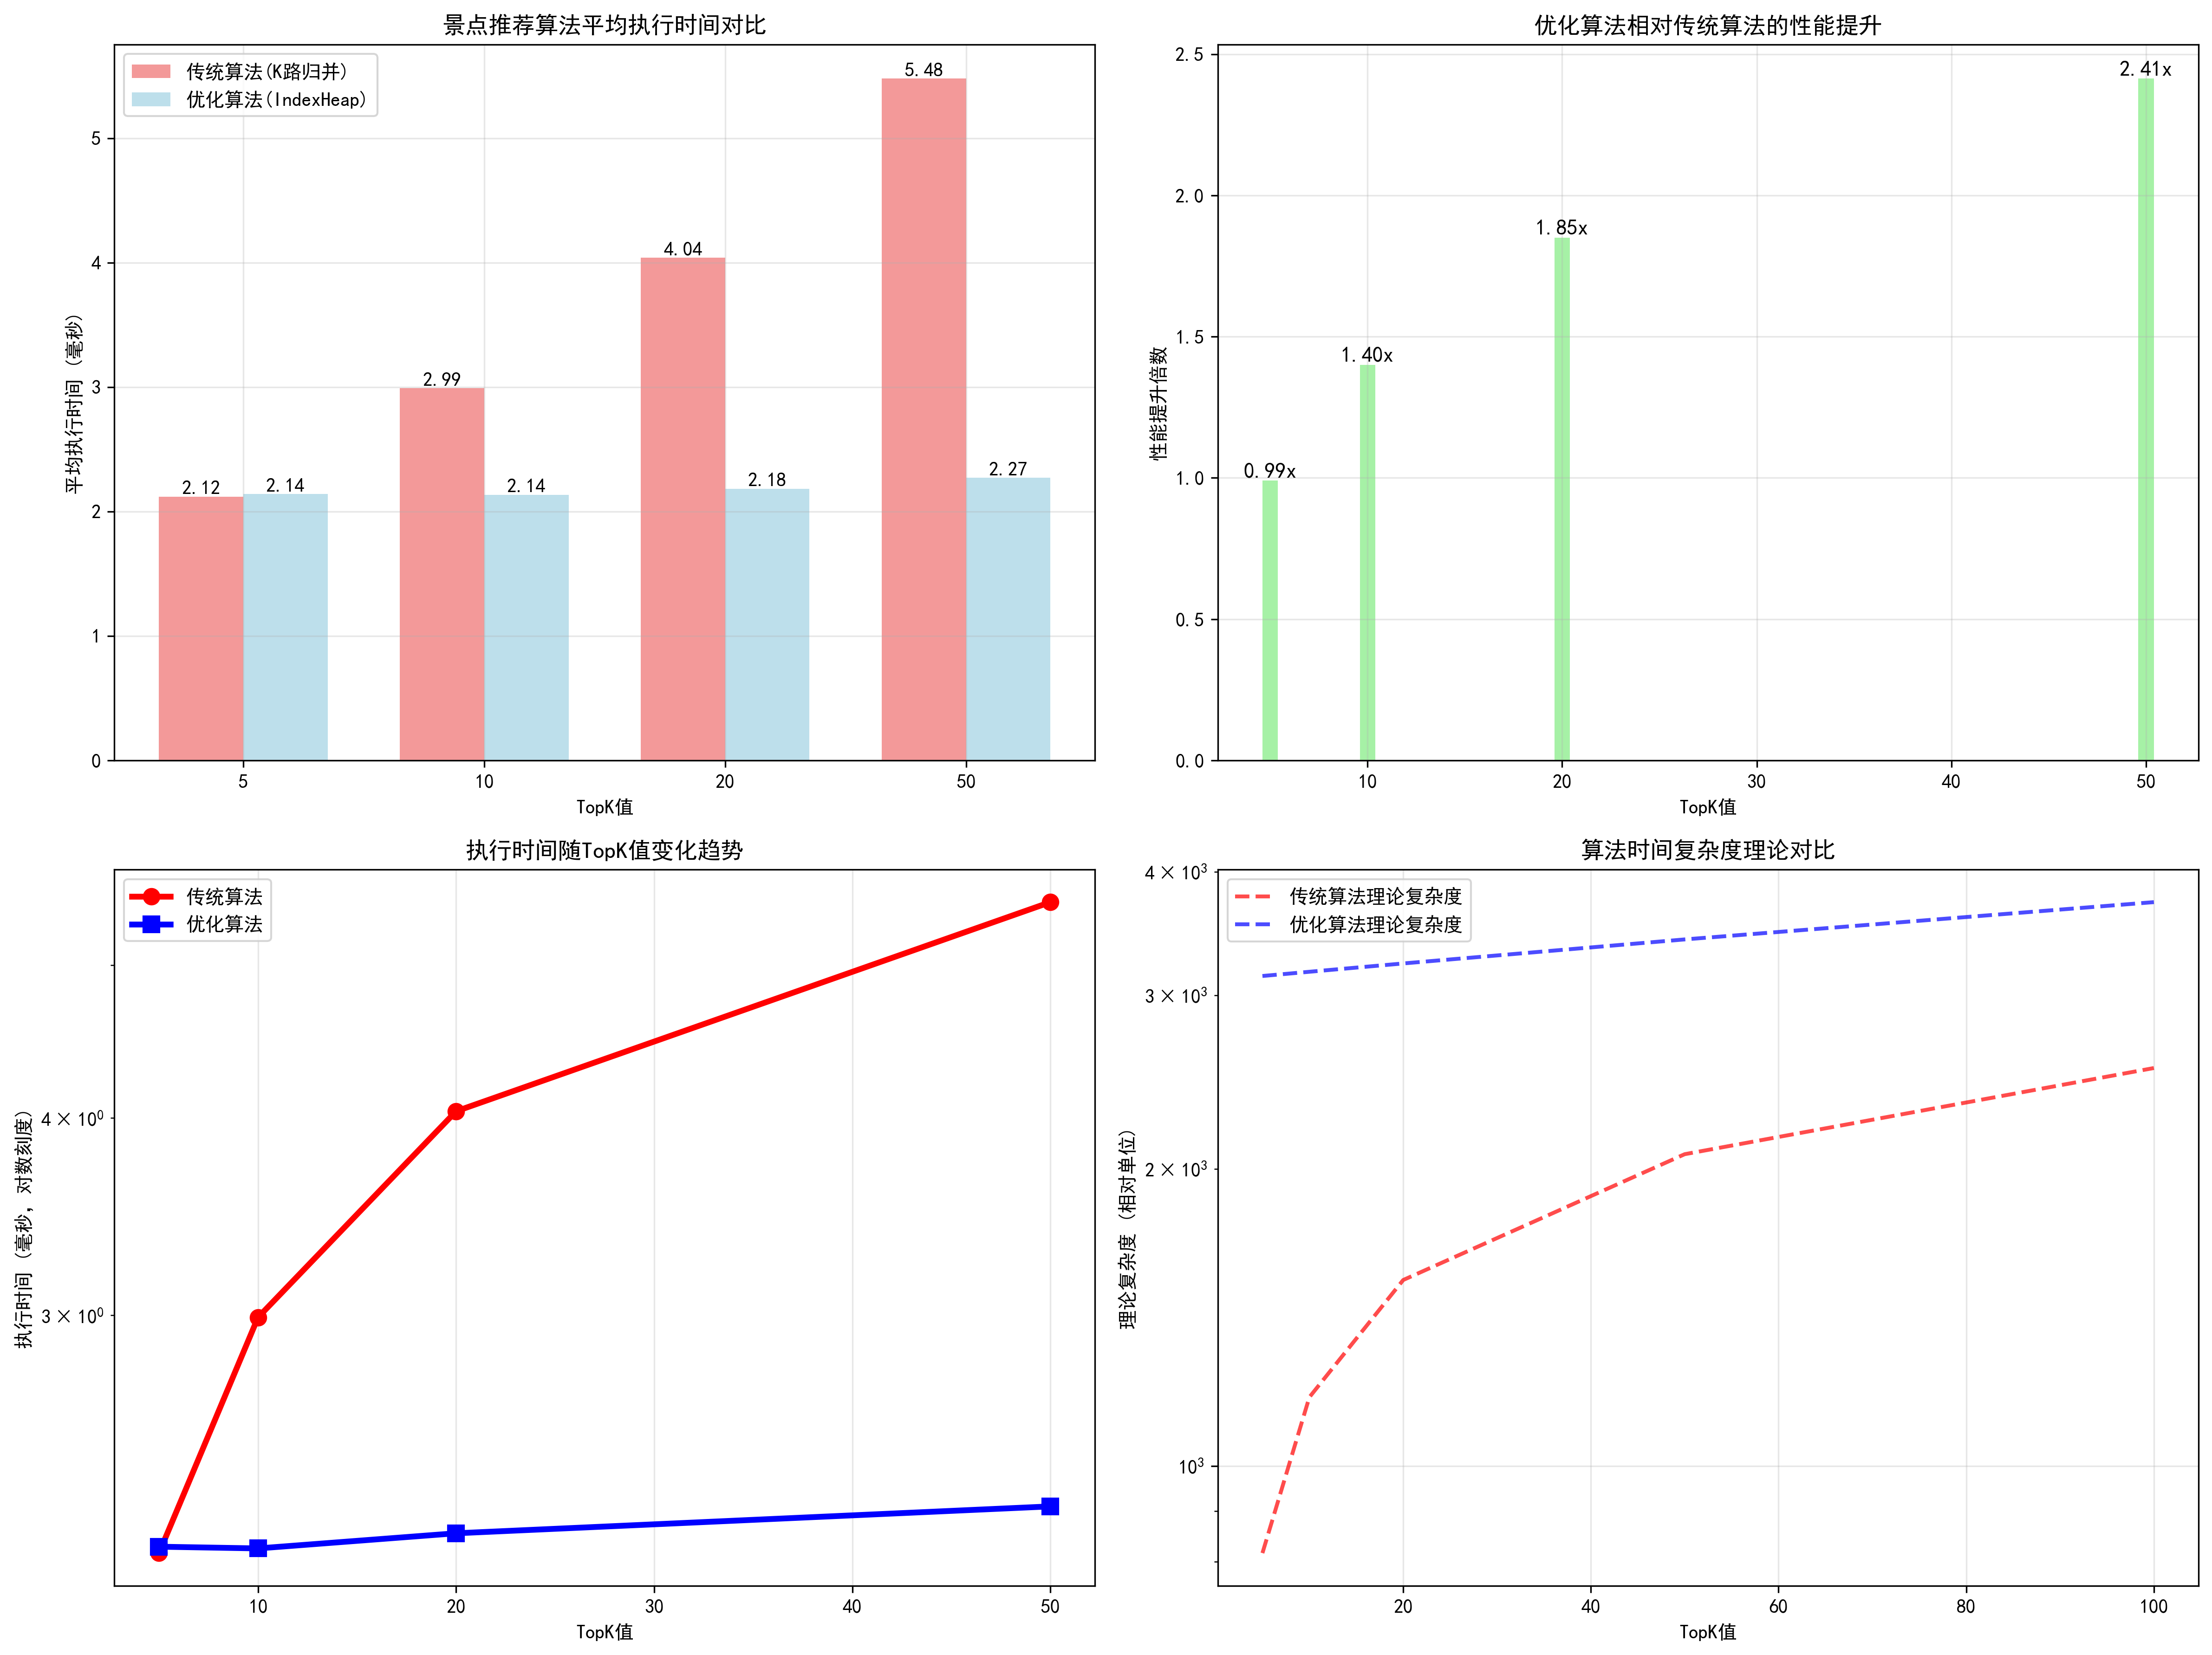 景点推荐算法平均执行时间对比
传统算法(K路归并)
优化算法(IndexHeap)
平均执行时间 (毫秒)
5
4
3
2
1
0
2.12
2.14
2.99
2.14
4.04
2.18
5.48
2.27
5
10
20
50
TopK值
优化算法相对传统算法的性能提升
性能提升倍数
2.5
2.0
1.5
1.0
0.5
0.0
0.99x
1.40x
1.85x
2.41x
10
20
30
40
50
TopK值
执行时间随TopK值变化趋势
传统算法
优化算法
执行时间 (毫秒, 对数刻度)
4 × 10⁰
3 × 10⁰
10
20
30
40
50
TopK值
算法时间复杂度理论对比
传统算法理论复杂度
优化算法理论复杂度
理论复杂度 (相对单位)
4 × 10³
3 × 10³
2 × 10³
10³
20
40
60
80
100
TopK值